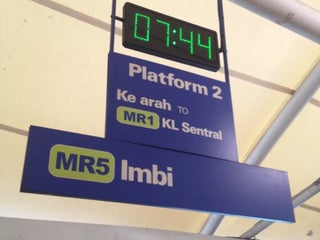 07:44
Platform 2
Ke arah TO
MR1 KL Sentral
MR5 Imbi